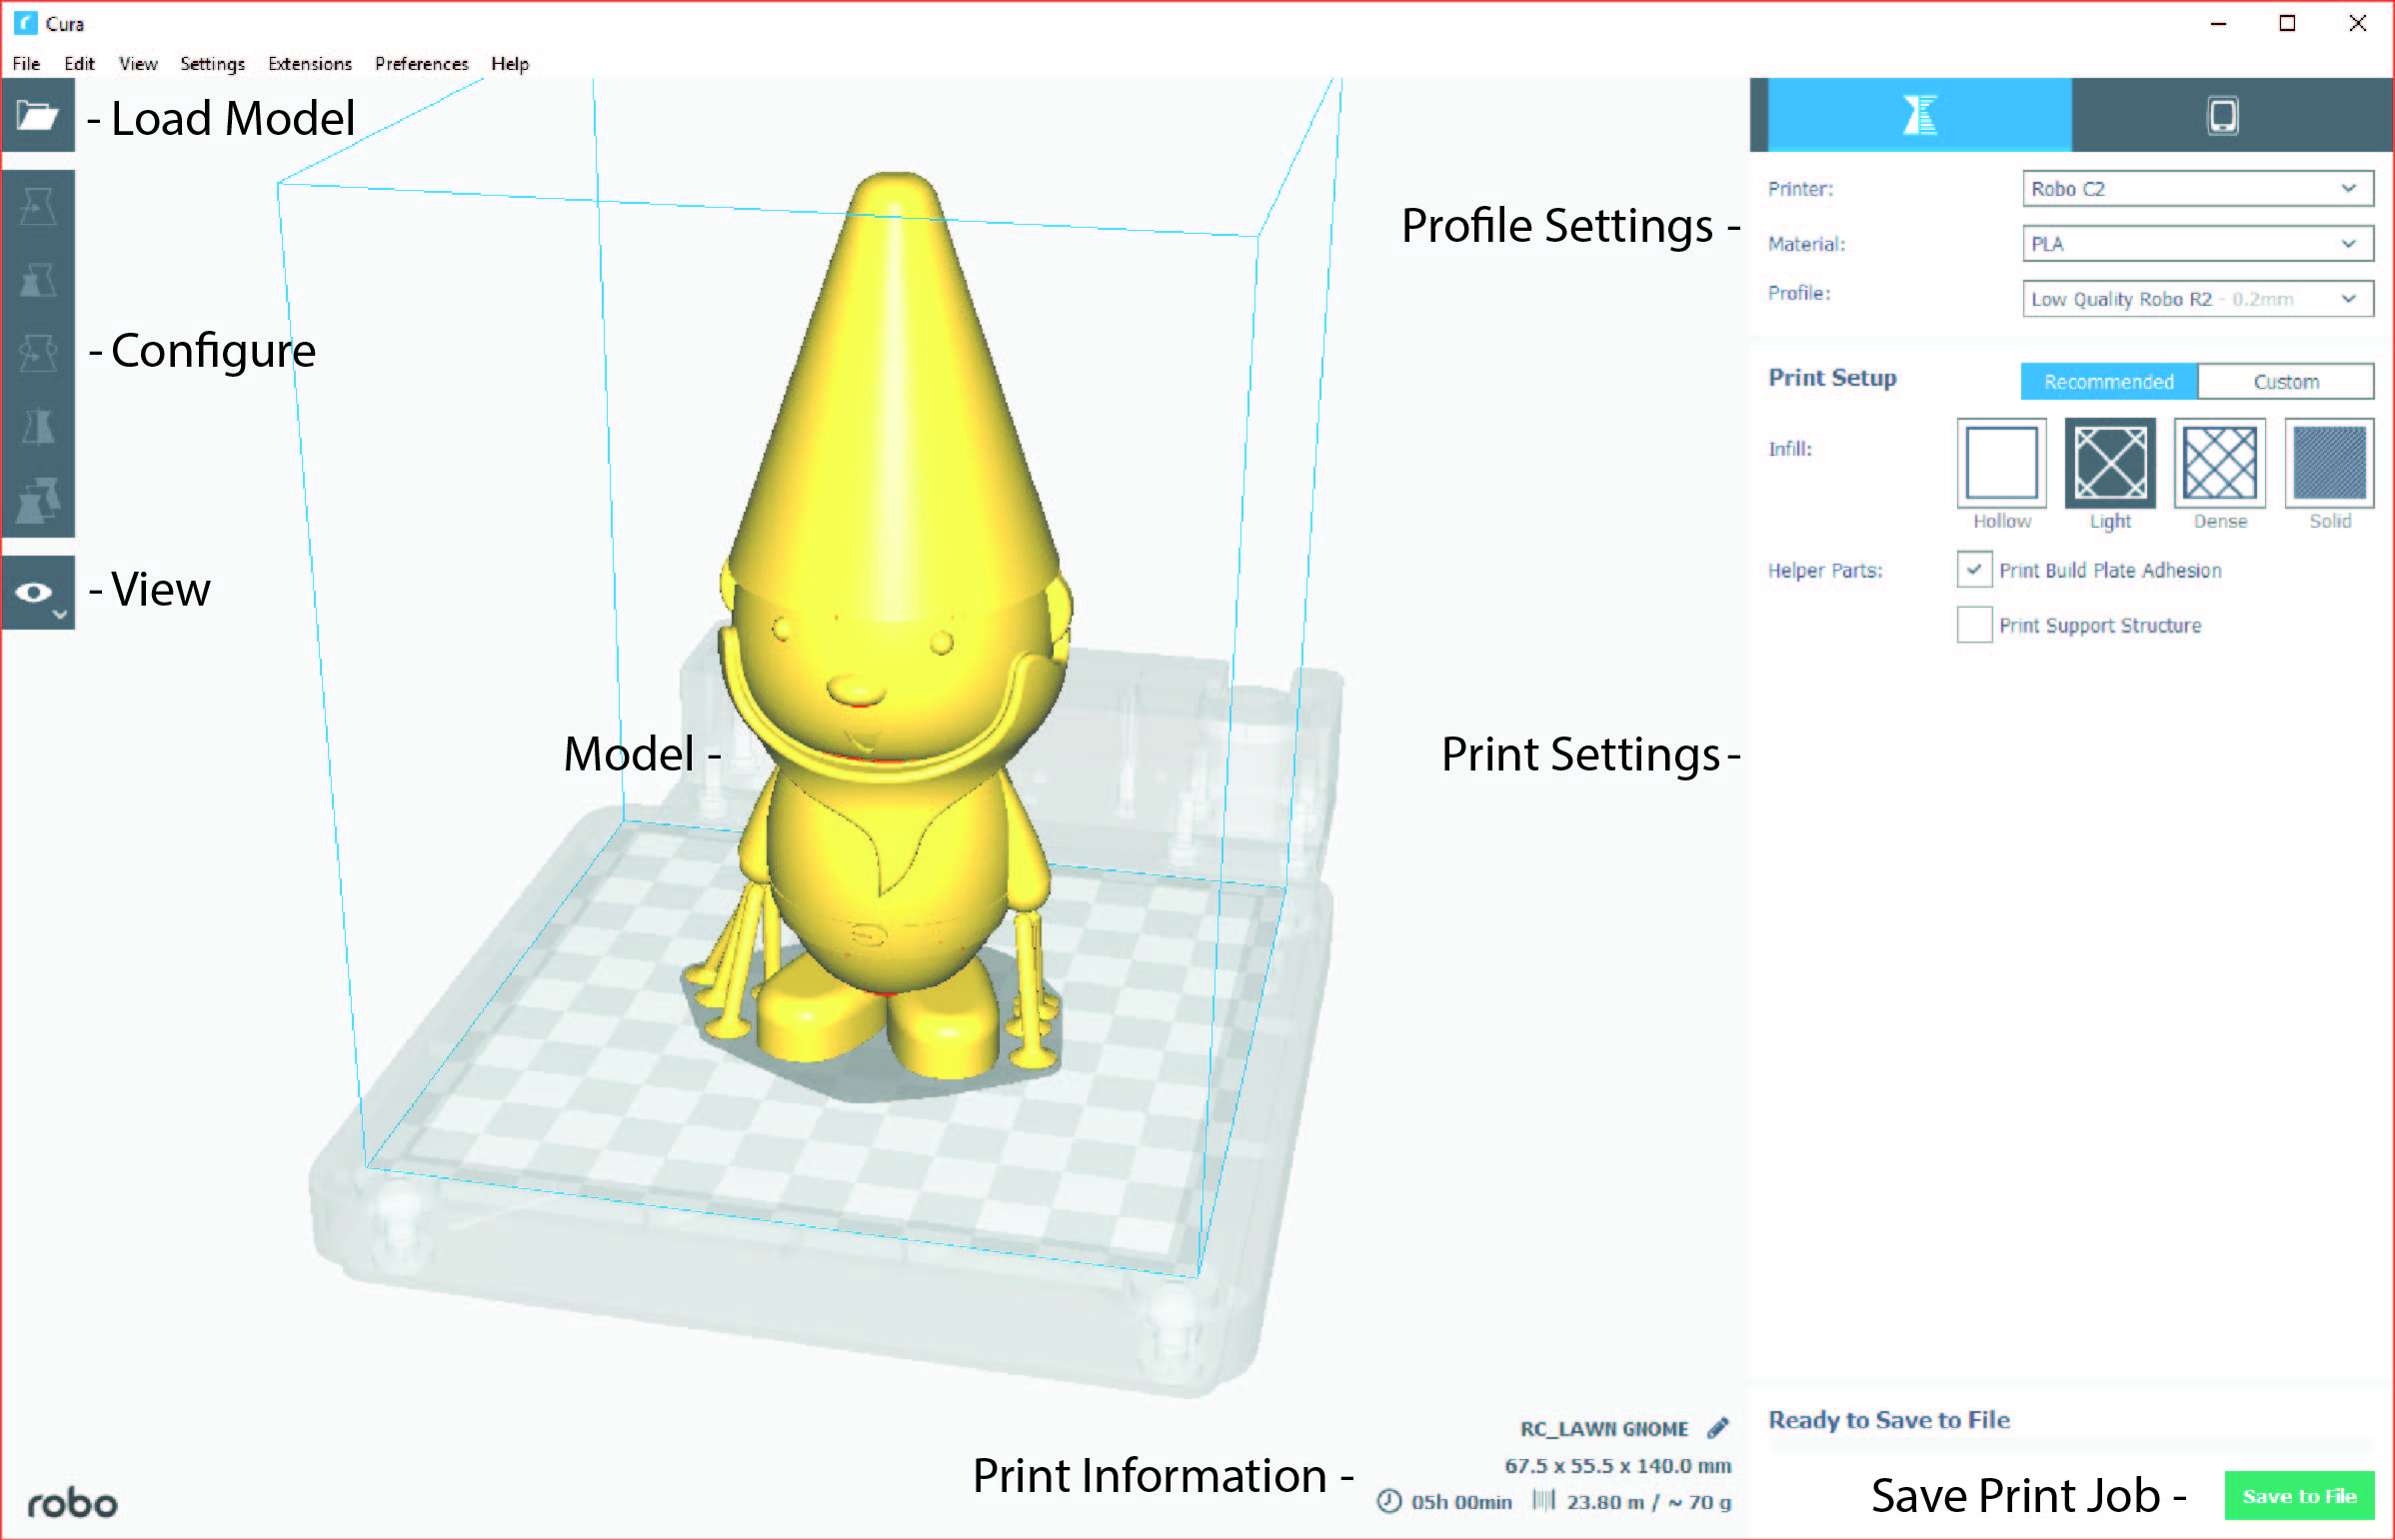 Cura
File Edit View Settings Extensions Preferences Help
- Load Model
- Configure
- View
Model -
Profile Settings -
Print Settings -
Printer: Robo C2
Material: PLA
Profile: Low Quality Robo R2 - 0.2mm
Print Setup Recommended Custom
Infill:
Hollow Light Dense Solid
Helper Parts: Print Build Plate Adhesion
Print Support Structure
RC_LAWN GNOME
67.5 x 55.5 x 140.0 mm
Print Information -
05h 00min 23.80 m / ~ 70 g
robo
Ready to Save to File
Save Print Job - Save to File